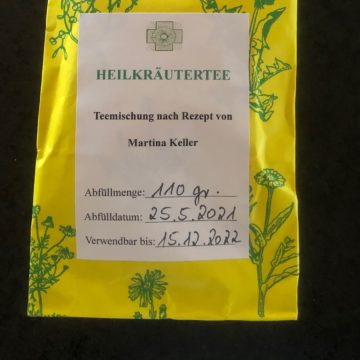 HEILKRÄUTERTEE
Teemischung nach Rezept von
Martina Keller
Abfüllmenge: 110 gr.
Abfülldatum: 25.5.2021
Verwendbar bis: 15.12.2022